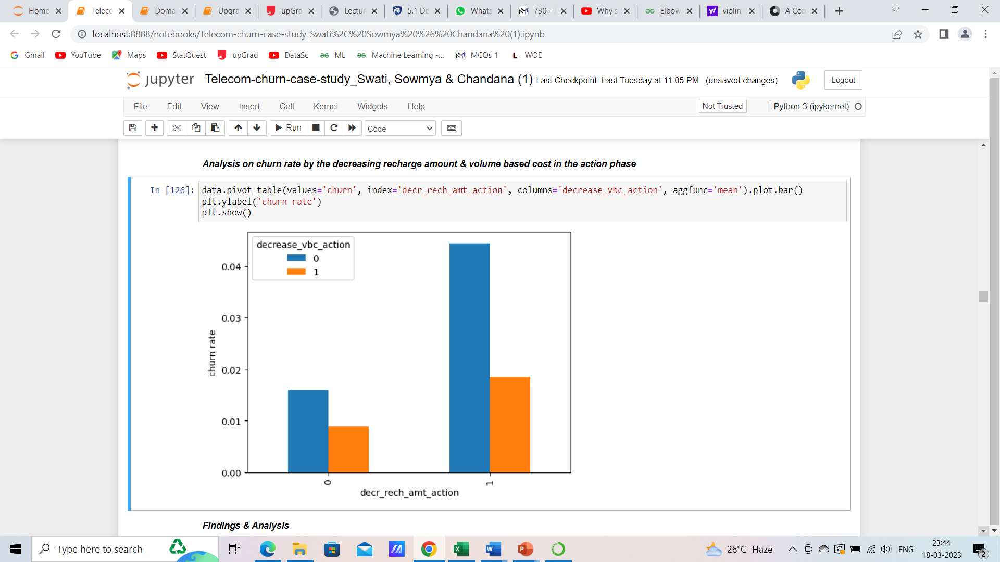 Home
Teleco
Doma
Upgra
upGra
Lectur
5.1 De
Whats
730+
Why s
Elbow
violin
A Con
localhost:8888/notebooks/Telecom-churn-case-study_Swati%2C%20Sowmya%20%26%20Chandana%20(1).ipynb
Gmail
YouTube
Maps
StatQuest
upGrad
DataSc
ML
Machine Learning -...
MCQs 1
WOE
jupyter Telecom-churn-case-study_Swati, Sowmya & Chandana (1) Last Checkpoint: Last Tuesday at 11:05 PM (unsaved changes)
Logout
File Edit View Insert Cell Kernel Widgets Help
Not Trusted
Python 3 (ipykernel)
Run
Code
Analysis on churn rate by the decreasing recharge amount & volume based cost in the action phase
In [126]: data.pivot_table(values='churn', index='decr_rech_amt_action', columns='decrease_vbc_action', aggfunc='mean').plot.bar()
plt.ylabel('churn rate')
plt.show()
decrease_vbc_action
0
1
0.04
0.03
0.02
0.01
0.00
churn rate
0
1
decr_rech_amt_action
Findings & Analysis
Type here to search
26°C Haze
ENG
23:44
18-03-2023
2